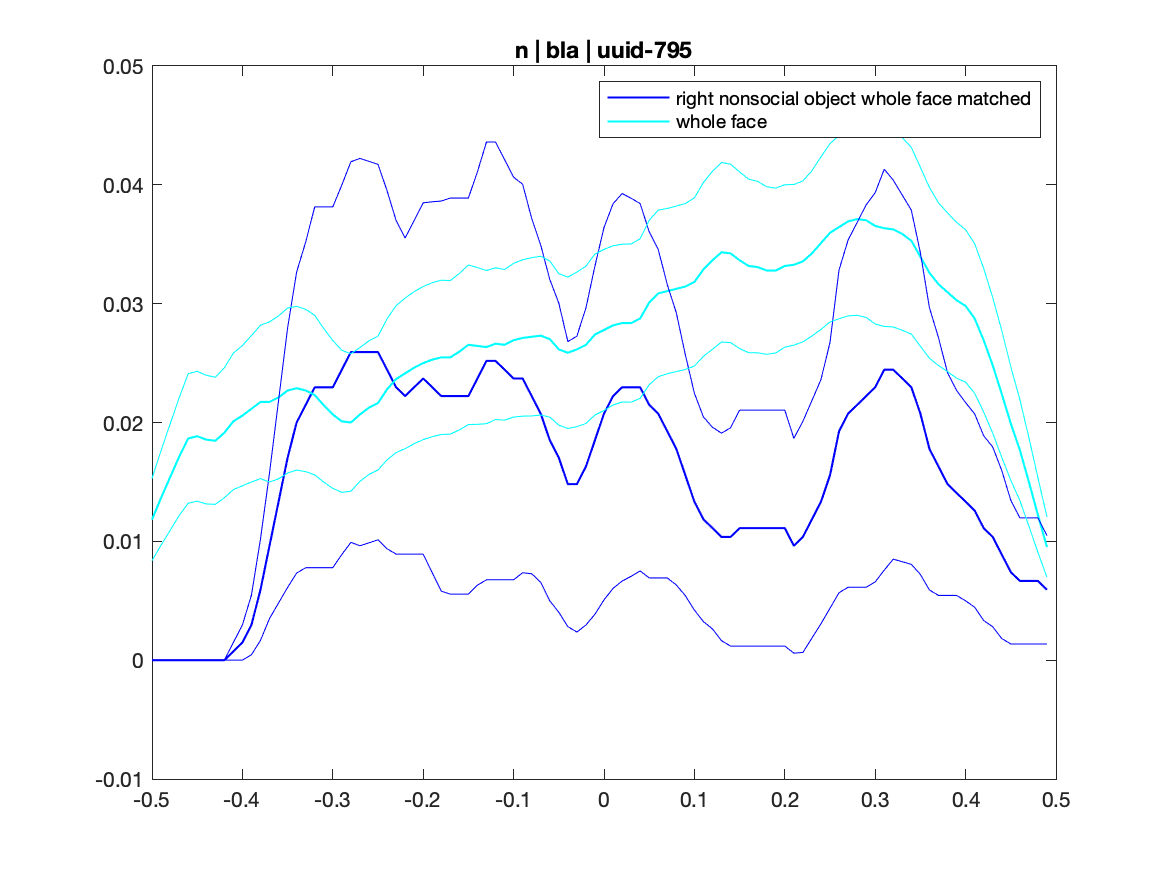 n | bla | uuid-795
right nonsocial object whole face matched
whole face
0.05
0.04
0.03
0.02
0.01
0
-0.01
-0.5 -0.4 -0.3 -0.2 -0.1 0 0.1 0.2 0.3 0.4 0.5